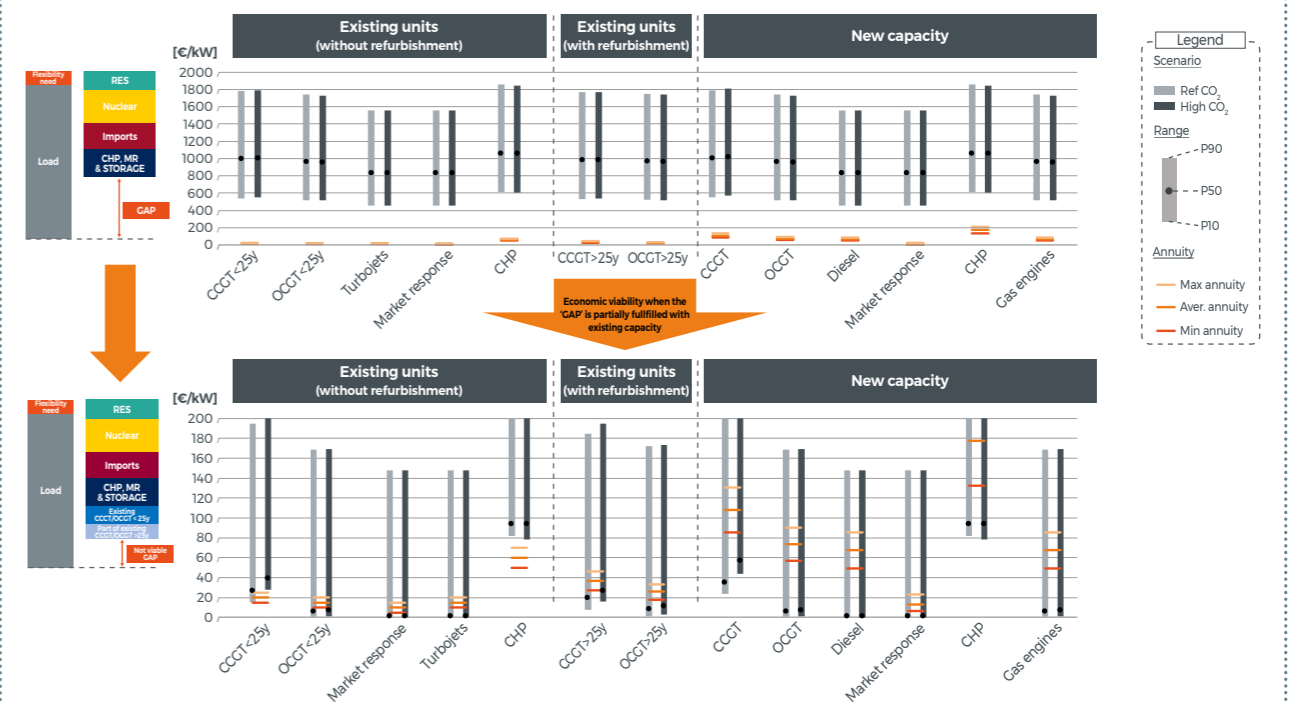 Existing units
(without refurbishment)
Existing units
(with refurbishment)
New capacity
[€/kW]
2000
1800
1600
1400
1200
1000
800
600
400
200
0
CCGT<25y
OCGT<25y
Turbojets
Market response
CHP
CCGT>25y
OCGT>25y
CCGT
OCGT
Diesel
Market response
CHP
Gas engines
Flexibility
need
Load
RES
Nuclear
Imports
CHP, MR
& STORAGE
GAP
Legend
Scenario
Ref CO2
High CO2
Range
P90
P50
P10
Annuity
Max annuity
Aver. annuity
Min annuity
Economic viability when the
'GAP' is partially fullfilled with
existing capacity
Existing units
(without refurbishment)
Existing units
(with refurbishment)
New capacity
[€/kW]
200
180
160
140
120
100
80
60
40
20
0
CCGT<25y
OCGT<25y
Market response
Turbojets
CHP
CCGT>25y
OCGT>25y
CCGT
OCGT
Diesel
Market response
CHP
Gas engines
Flexibility
need
Load
RES
Nuclear
Imports
CHP, MR
& STORAGE
Existing
CCCT/OCGT < 25y
Part of existing
CCGT/OCGT >25y
Not viable
GAP